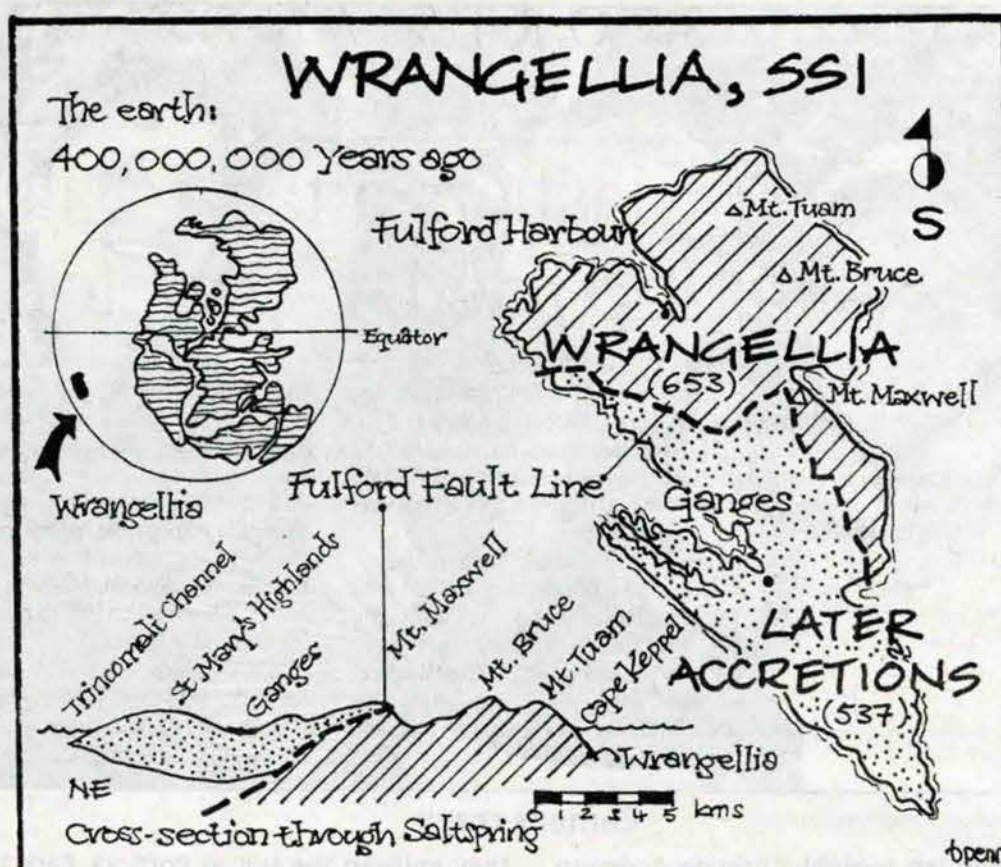 WRANGELLIA, SSI
The earth:
400,000,000 Years ago
Equator
Wrangellia
S
Mt. Tuam
Fulford Harbour
Mt. Bruce
WRANGELLIA
(653)
Mt. Maxwell
Fulford Fault Line
Ganges
LATER
ACCRETIONS
(537)
Trincomali Channel
St Mary's Highlands
Ganges
Mt. Maxwell
Mt. Bruce
Mt. Tuam
Cape Keppel
Wrangellia
NE
0 1 2 3 4 5 kms
Cross-section through Saltspring